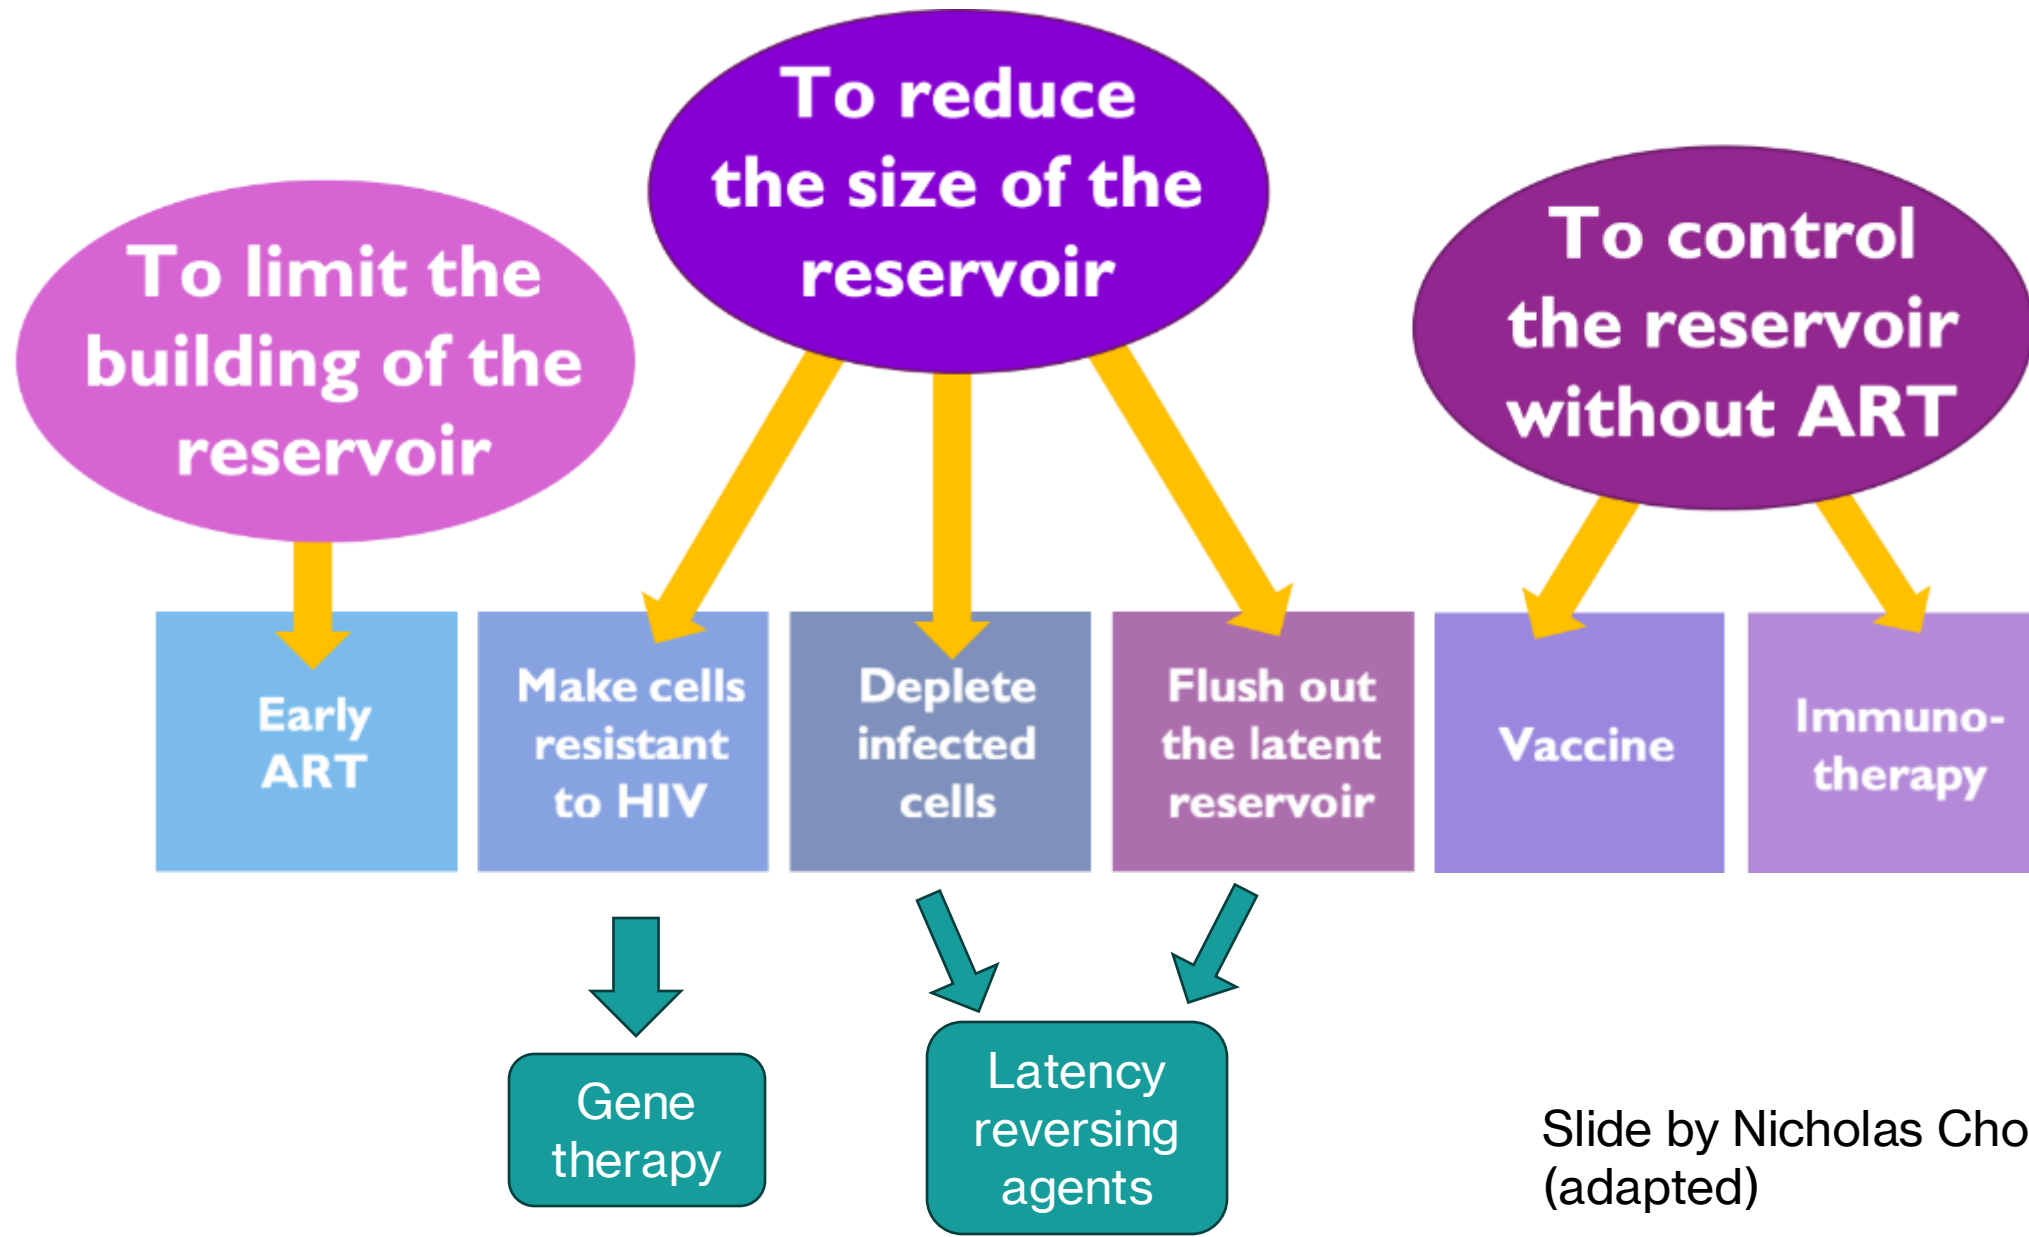 To limit the
building of the
reservoir
To reduce
the size of the
reservoir
To control
the reservoir
without ART
Early
ART
Make cells
resistant
to HIV
Deplete
infected
cells
Flush out
the latent
reservoir
Vaccine
Immuno-
therapy
Gene
therapy
Latency
reversing
agents
Slide by Nicholas Cho
(adapted)